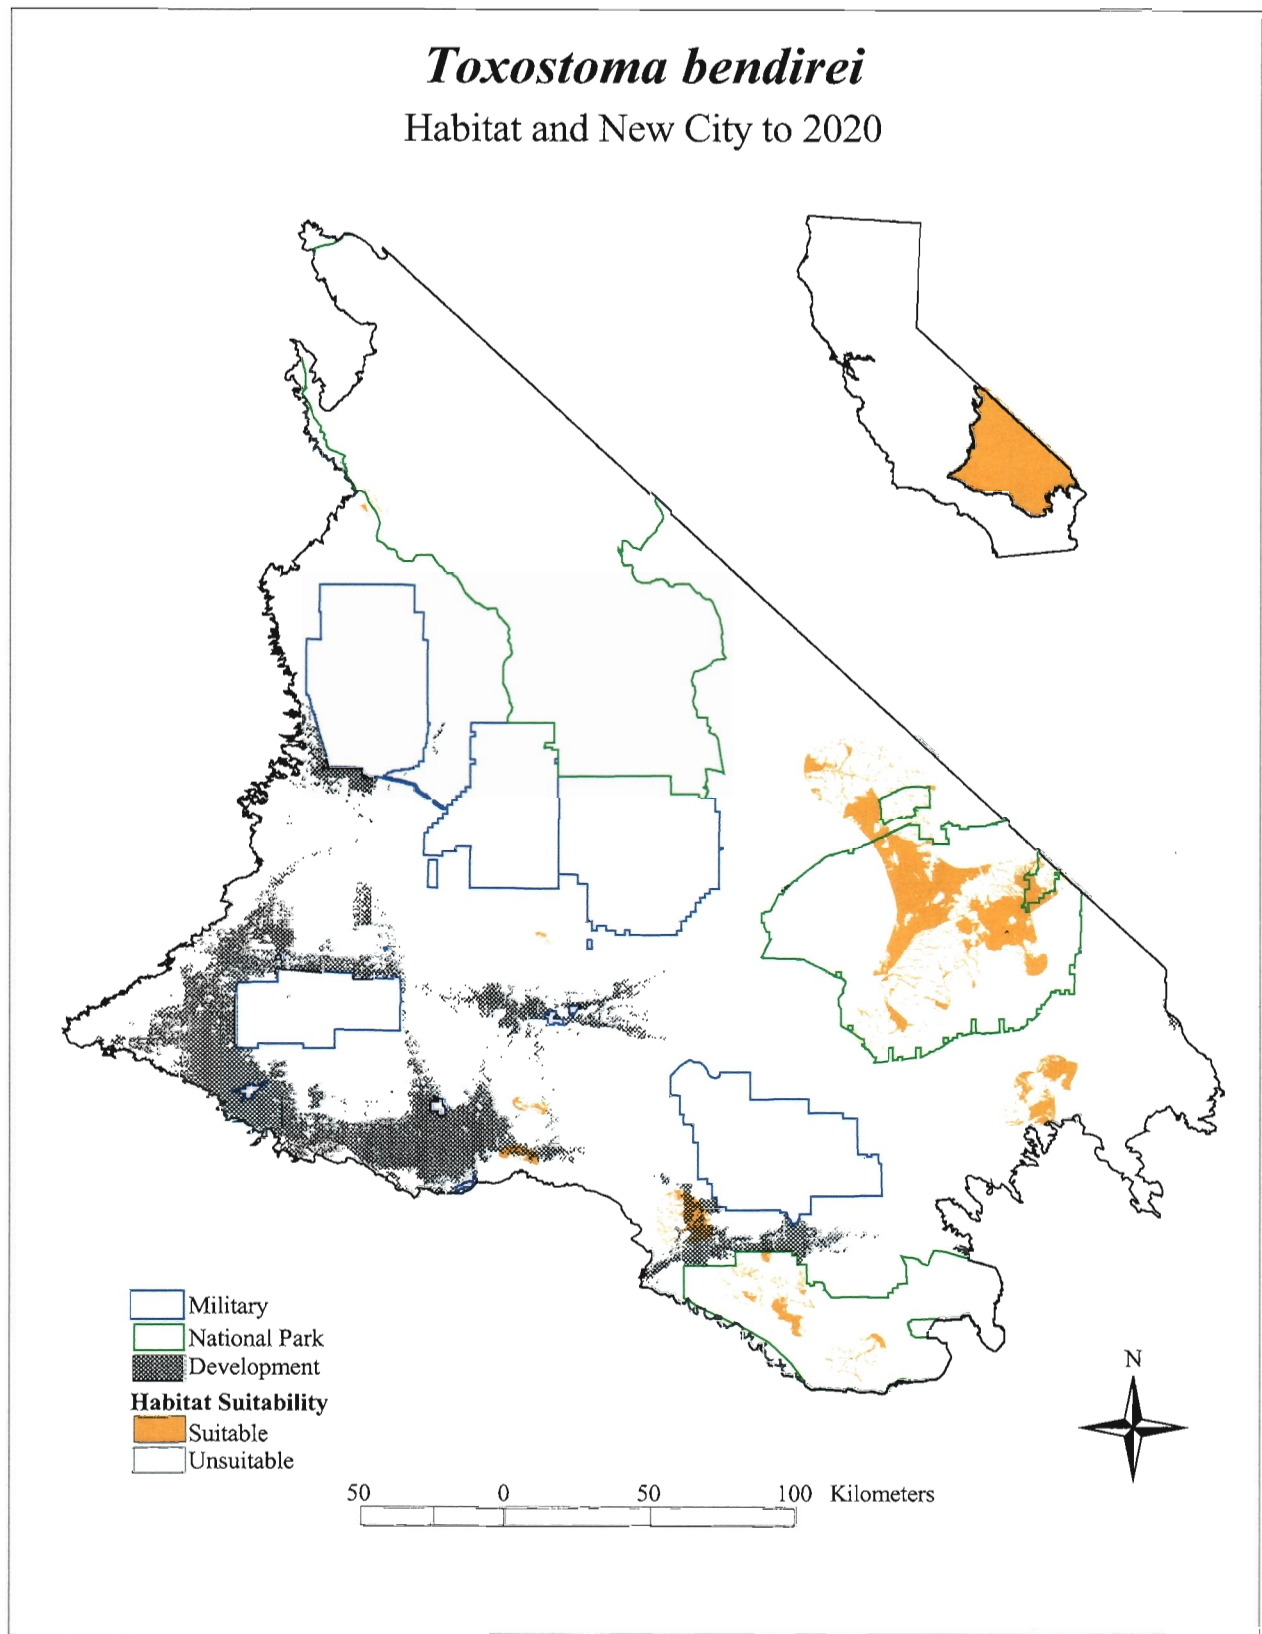 Toxostoma bendirei
Habitat and New City to 2020
Military
National Park
Development
Habitat Suitability
Suitable
Unsuitable
N
50 0 50 100 Kilometers